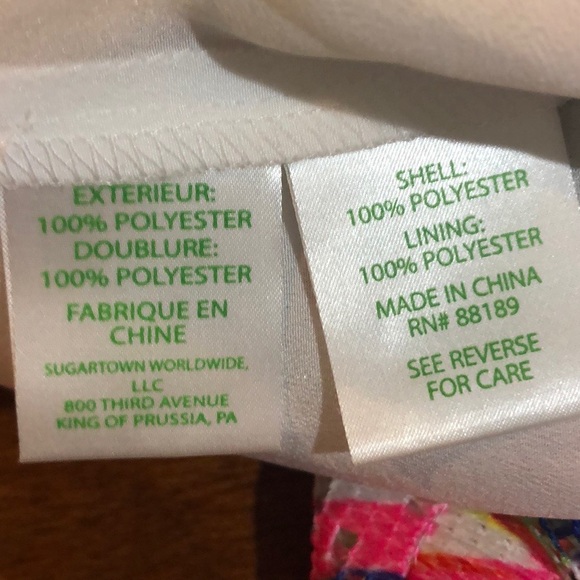 EXTERIEUR:
100% POLYESTER
DOUBLURE:
100% POLYESTER
FABRIQUE EN
CHINE
SUGARTOWN WORLDWIDE,
LLC
800 THIRD AVENUE
KING OF PRUSSIA, PA
SHELL:
100% POLYESTER
LINING:
100% POLYESTER
MADE IN CHINA
RN# 88189
SEE REVERSE
FOR CARE